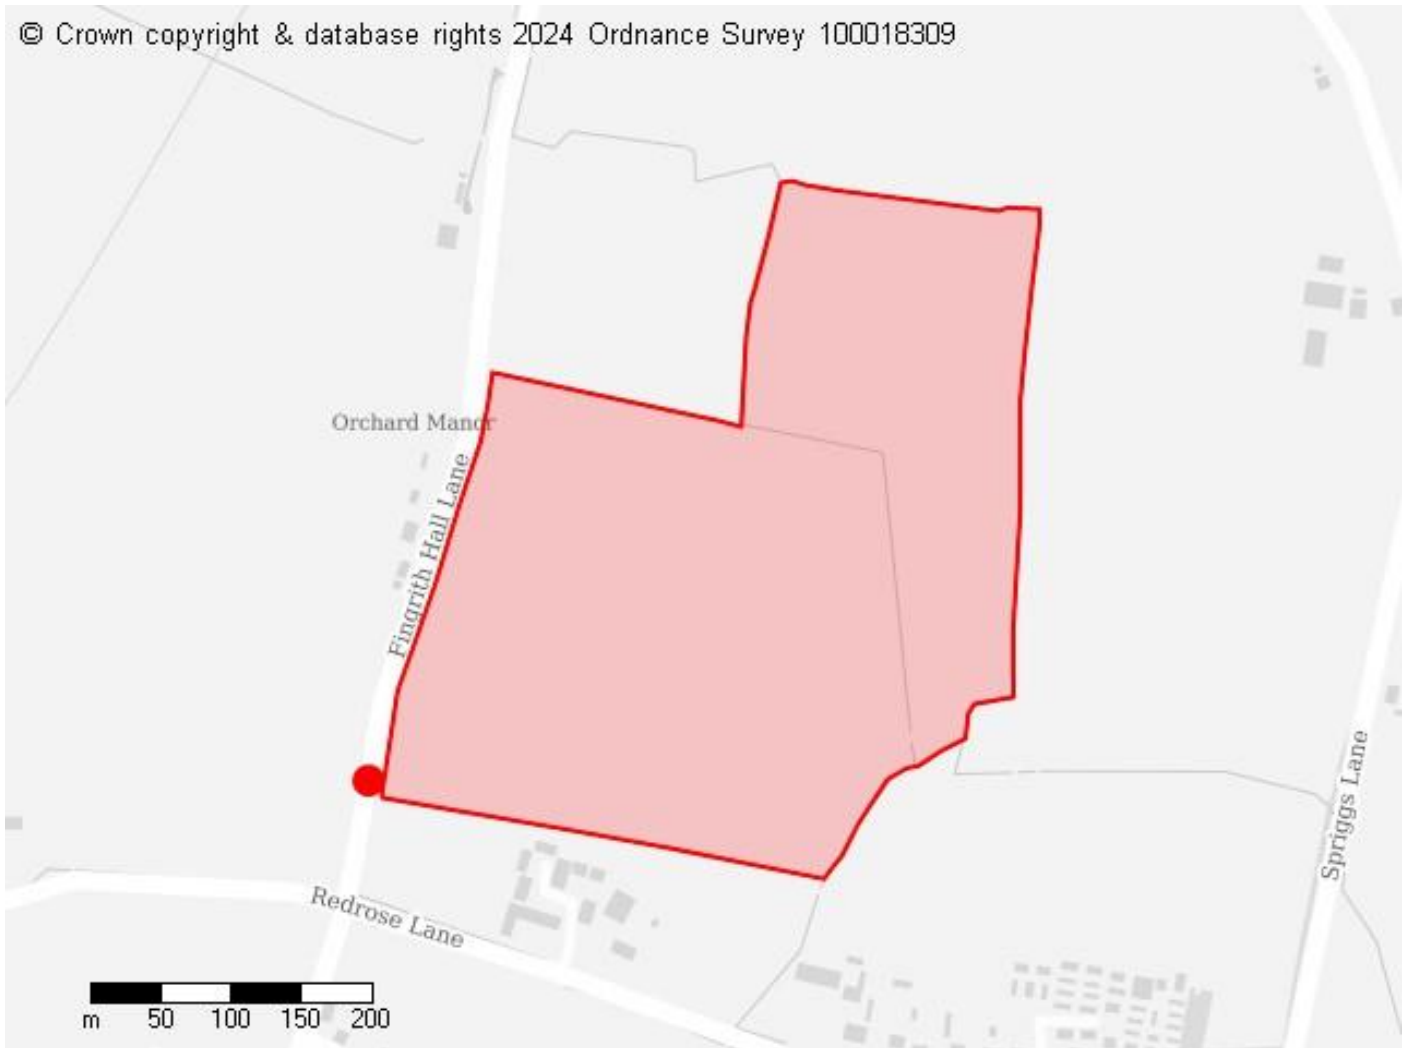 © Crown copyright & database rights 2024 Ordnance Survey 100018309
Orchard Manor
Fingrith Hall Lane
Spriggs Lane
Redrose Lane
m 50 100 150 200